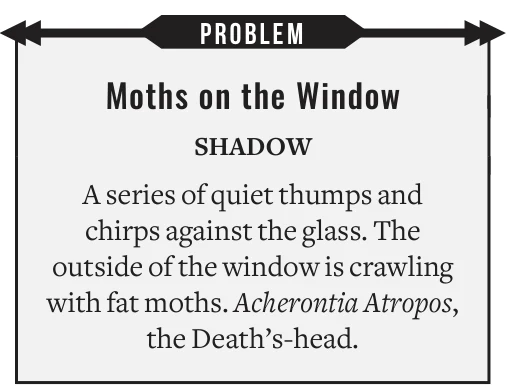 PROBLEM
Moths on the Window
SHADOW
A series of quiet thumps and
chirps against the glass. The
outside of the window is crawling
with fat moths. Acherontia Atropos,
the Death’s-head.